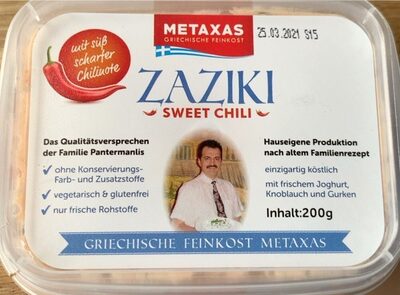 METAXAS
GRIECHISCHE FEINKOST
25.03.2021 S15
mit süß
scharfer
Chilinote
ZAZIKI
SWEET CHILI
Das Qualitätsversprechen
der Familie Pantermanlis
ohne Konservierungs-
Farb- und Zusatzstoffe
vegetarisch & glutenfrei
nur frische Rohstoffe
Hauseigene Produktion
nach altem Familienrezept
einzigartig köstlich
mit frischem Joghurt,
Knoblauch und Gurken
Inhalt:200g
GRIECHISCHE FEINKOST METAXAS